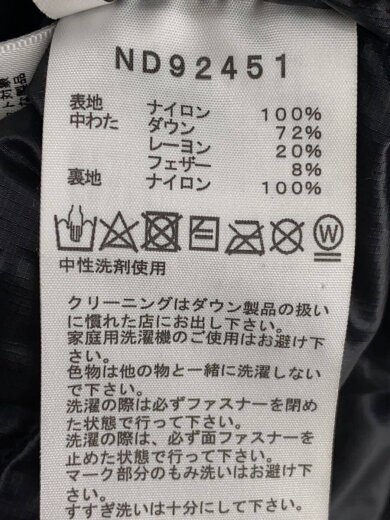 ND92451
表地 ナイロン 100%
中わた ダウン 72%
レーヨン 20%
フェザー 8%
裏地 ナイロン 100%
W
中性洗剤使用
クリーニングはダウン製品の扱い
に慣れた店にお出し下さい。
家庭用洗濯機のご使用はお避け下
さい。
色物は他の物と一緒に洗濯しない
で下さい。
洗濯の際は必ずファスナーを閉め
た状態で行って下さい。
洗濯の際は、必ず面ファスナーを
止めた状態で行って下さい。
マーク部分のもみ洗いはお避け下
さい。
すすぎ洗いは十分にして下さい。